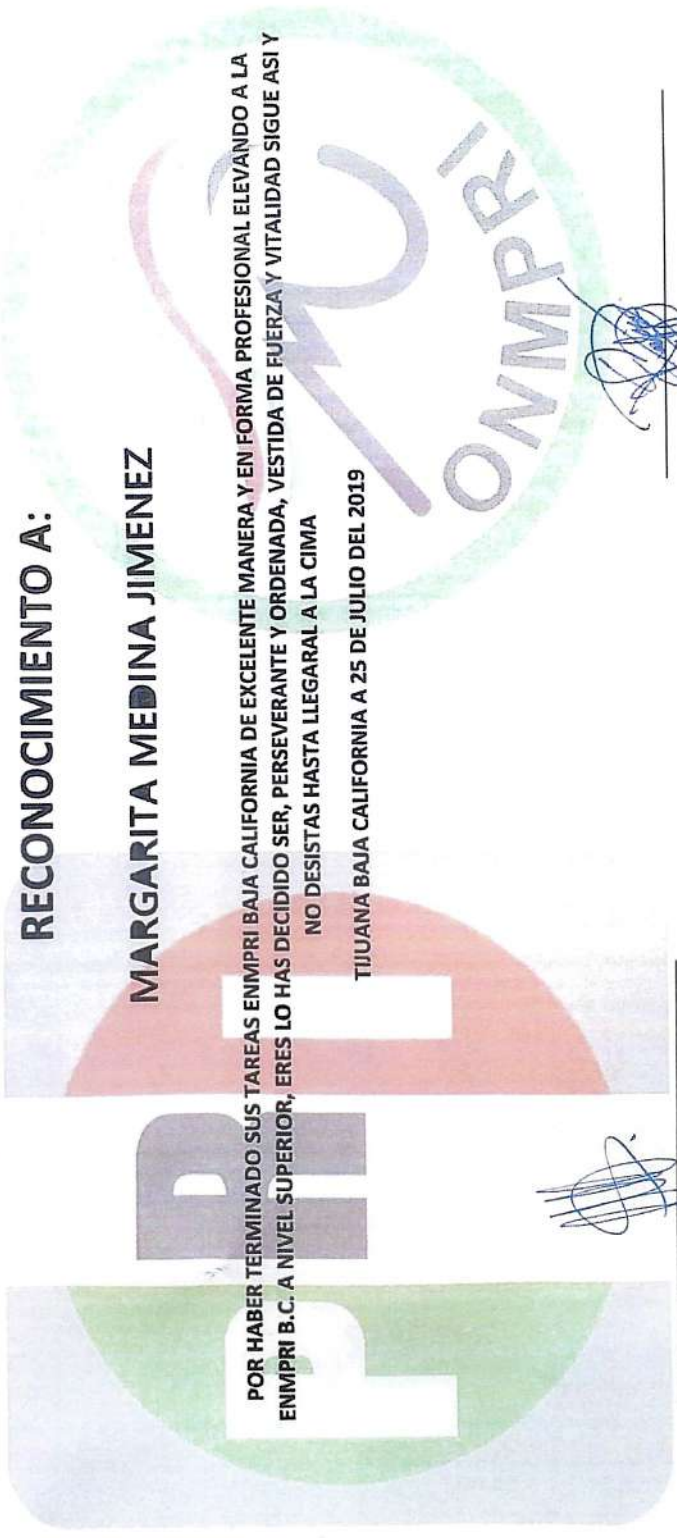 RECONOCIMIENTO A:
MARGARITA MEDINA JIMENEZ
POR HABER TERMINADO SUS TAREAS ENMPRI BAJA CALIFORNIA DE EXCELENTE MANERA Y EN FORMA PROFESIONAL ELEVANDO A LA
ENMPRI B.C. A NIVEL SUPERIOR, ERES LO HAS DECIDIDO SER, PERSEVERANTE Y ORDENADA, VESTIDA DE FUERZA Y VITALIDAD SIGUE ASI Y
NO DESISTAS HASTA LLEGARAL A LA CIMA
TIJUANA BAJA CALIFORNIA A 25 DE JULIO DEL 2019
PRI
ONMPRI